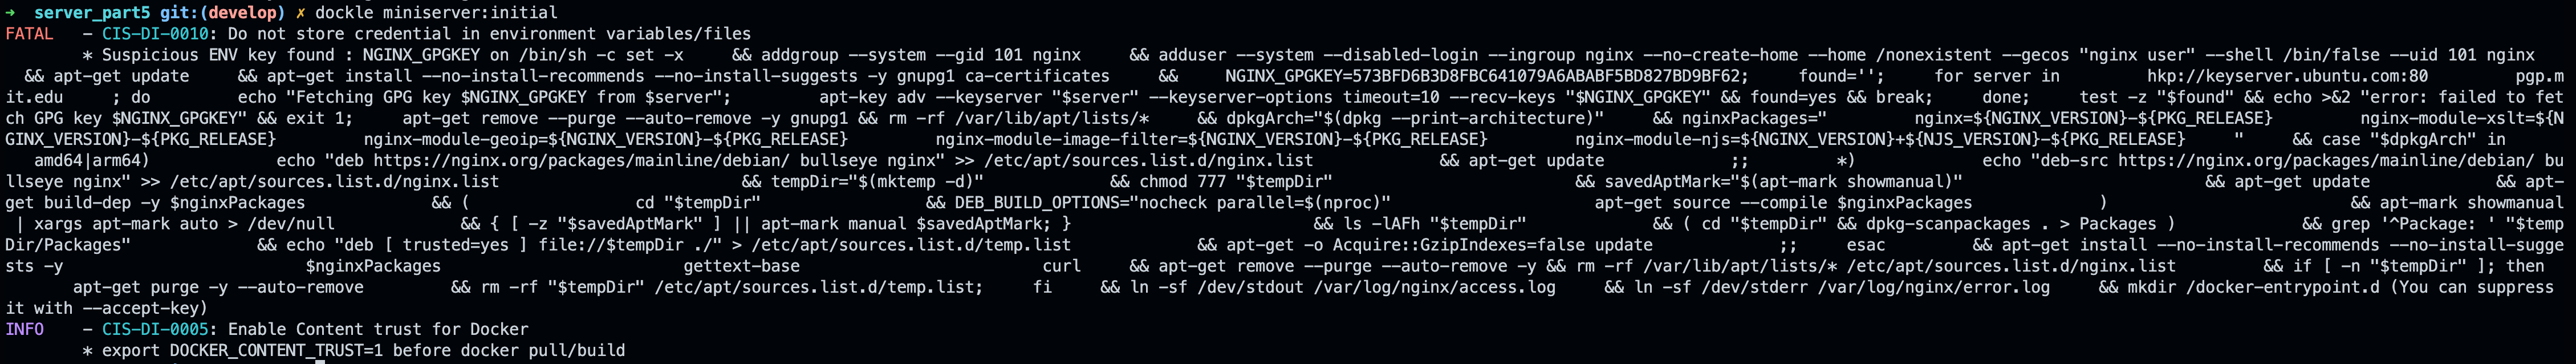 ➜  server_part5 git:(develop) ✗ dockle miniserver:initial
FATAL   - CIS-DI-0010: Do not store credential in environment variables/files
        * Suspicious ENV key found : NGINX_GPGKEY on /bin/sh -c set -x     && addgroup --system --gid 101 nginx     && adduser --system --disabled-login --ingroup nginx --no-create-home --home /nonexistent --gecos "nginx user" --shell /bin/false --uid 101 nginx
  && apt-get update     && apt-get install --no-install-recommends --no-install-suggests -y gnupg1 ca-certificates     &&     NGINX_GPGKEY=573BFD6B3D8FBC641079A6ABABF5BD827BD9BF62;     found='';     for server in         hkp://keyserver.ubuntu.com:80         pgp.m
it.edu     ; do         echo "Fetching GPG key $NGINX_GPGKEY from $server";         apt-key adv --keyserver "$server" --keyserver-options timeout=10 --recv-keys "$NGINX_GPGKEY" && found=yes && break;     done;     test -z "$found" && echo >&2 "error: failed to fet
ch GPG key $NGINX_GPGKEY" && exit 1;     apt-get remove --purge --auto-remove -y gnupg1 && rm -rf /var/lib/apt/lists/*     && dpkgArch="$(dpkg --print-architecture)"     && nginxPackages="         nginx=${NGINX_VERSION}-${PKG_RELEASE}         nginx-module-xslt=${N
GINX_VERSION}-${PKG_RELEASE}         nginx-module-geoip=${NGINX_VERSION}-${PKG_RELEASE}         nginx-module-image-filter=${NGINX_VERSION}-${PKG_RELEASE}         nginx-module-njs=${NGINX_VERSION}+${NJS_VERSION}-${PKG_RELEASE}     "     && case "$dpkgArch" in
   amd64|arm64)             echo "deb https://nginx.org/packages/mainline/debian/ bullseye nginx" >> /etc/apt/sources.list.d/nginx.list             && apt-get update             ;;         *)             echo "deb-src https://nginx.org/packages/mainline/debian/ bu
llseye nginx" >> /etc/apt/sources.list.d/nginx.list                         && tempDir="$(mktemp -d)"             && chmod 777 "$tempDir"                         && savedAptMark="$(apt-mark showmanual)"                         && apt-get update             && apt-
get build-dep -y $nginxPackages             && (                 cd "$tempDir"                 && DEB_BUILD_OPTIONS="nocheck parallel=$(nproc)"                     apt-get source --compile $nginxPackages             )                         && apt-mark showmanual
 | xargs apt-mark auto > /dev/null             && { [ -z "$savedAptMark" ] || apt-mark manual $savedAptMark; }                         && ls -lAFh "$tempDir"             && ( cd "$tempDir" && dpkg-scanpackages . > Packages )             && grep '^Package: ' "$temp
Dir/Packages"             && echo "deb [ trusted=yes ] file://$tempDir ./" > /etc/apt/sources.list.d/temp.list             && apt-get -o Acquire::GzipIndexes=false update             ;;     esac         && apt-get install --no-install-recommends --no-install-sugge
sts -y                         $nginxPackages                         gettext-base                         curl     && apt-get remove --purge --auto-remove -y && rm -rf /var/lib/apt/lists/* /etc/apt/sources.list.d/nginx.list         && if [ -n "$tempDir" ]; then
       apt-get purge -y --auto-remove         && rm -rf "$tempDir" /etc/apt/sources.list.d/temp.list;     fi     && ln -sf /dev/stdout /var/log/nginx/access.log     && ln -sf /dev/stderr /var/log/nginx/error.log     && mkdir /docker-entrypoint.d (You can suppress
it with --accept-key)
INFO    - CIS-DI-0005: Enable Content trust for Docker
        * export DOCKER_CONTENT_TRUST=1 before docker pull/build